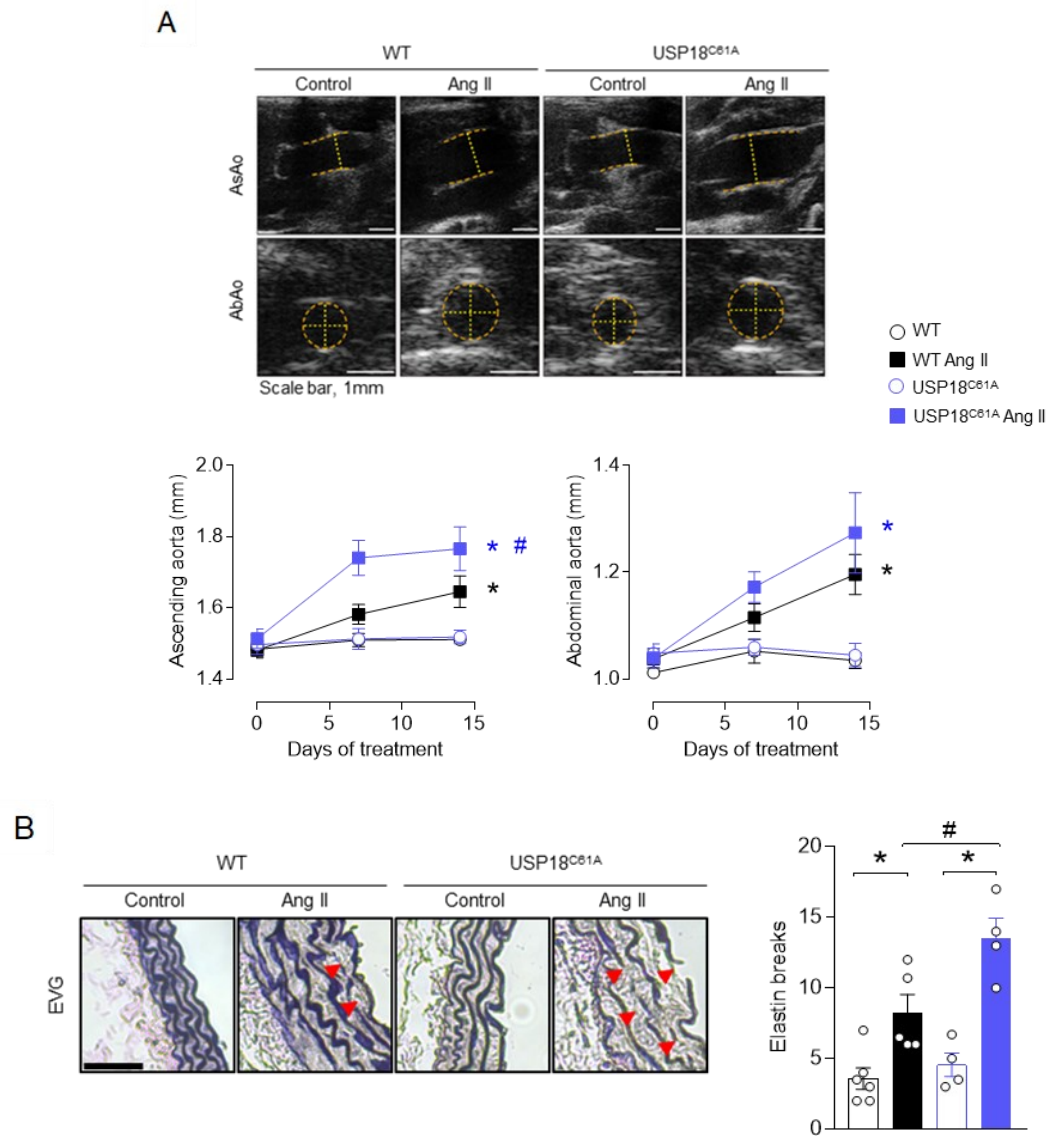 A
WT USP18C61A
Control Ang II Control Ang II
AsAo
AbAo
Scale bar, 1mm
WT
WT Ang II
USP18C61A
USP18C61A Ang II
Ascending aorta (mm)
2.0
1.8
1.6
1.4
* #
*
0 5 10 15
Days of treatment
Abdominal aorta (mm)
1.4
1.2
1.0
*
*
0 5 10 15
Days of treatment
B
WT USP18C61A
Control Ang II Control Ang II
EVG
Elastin breaks
20
15
10
5
0
#
* *